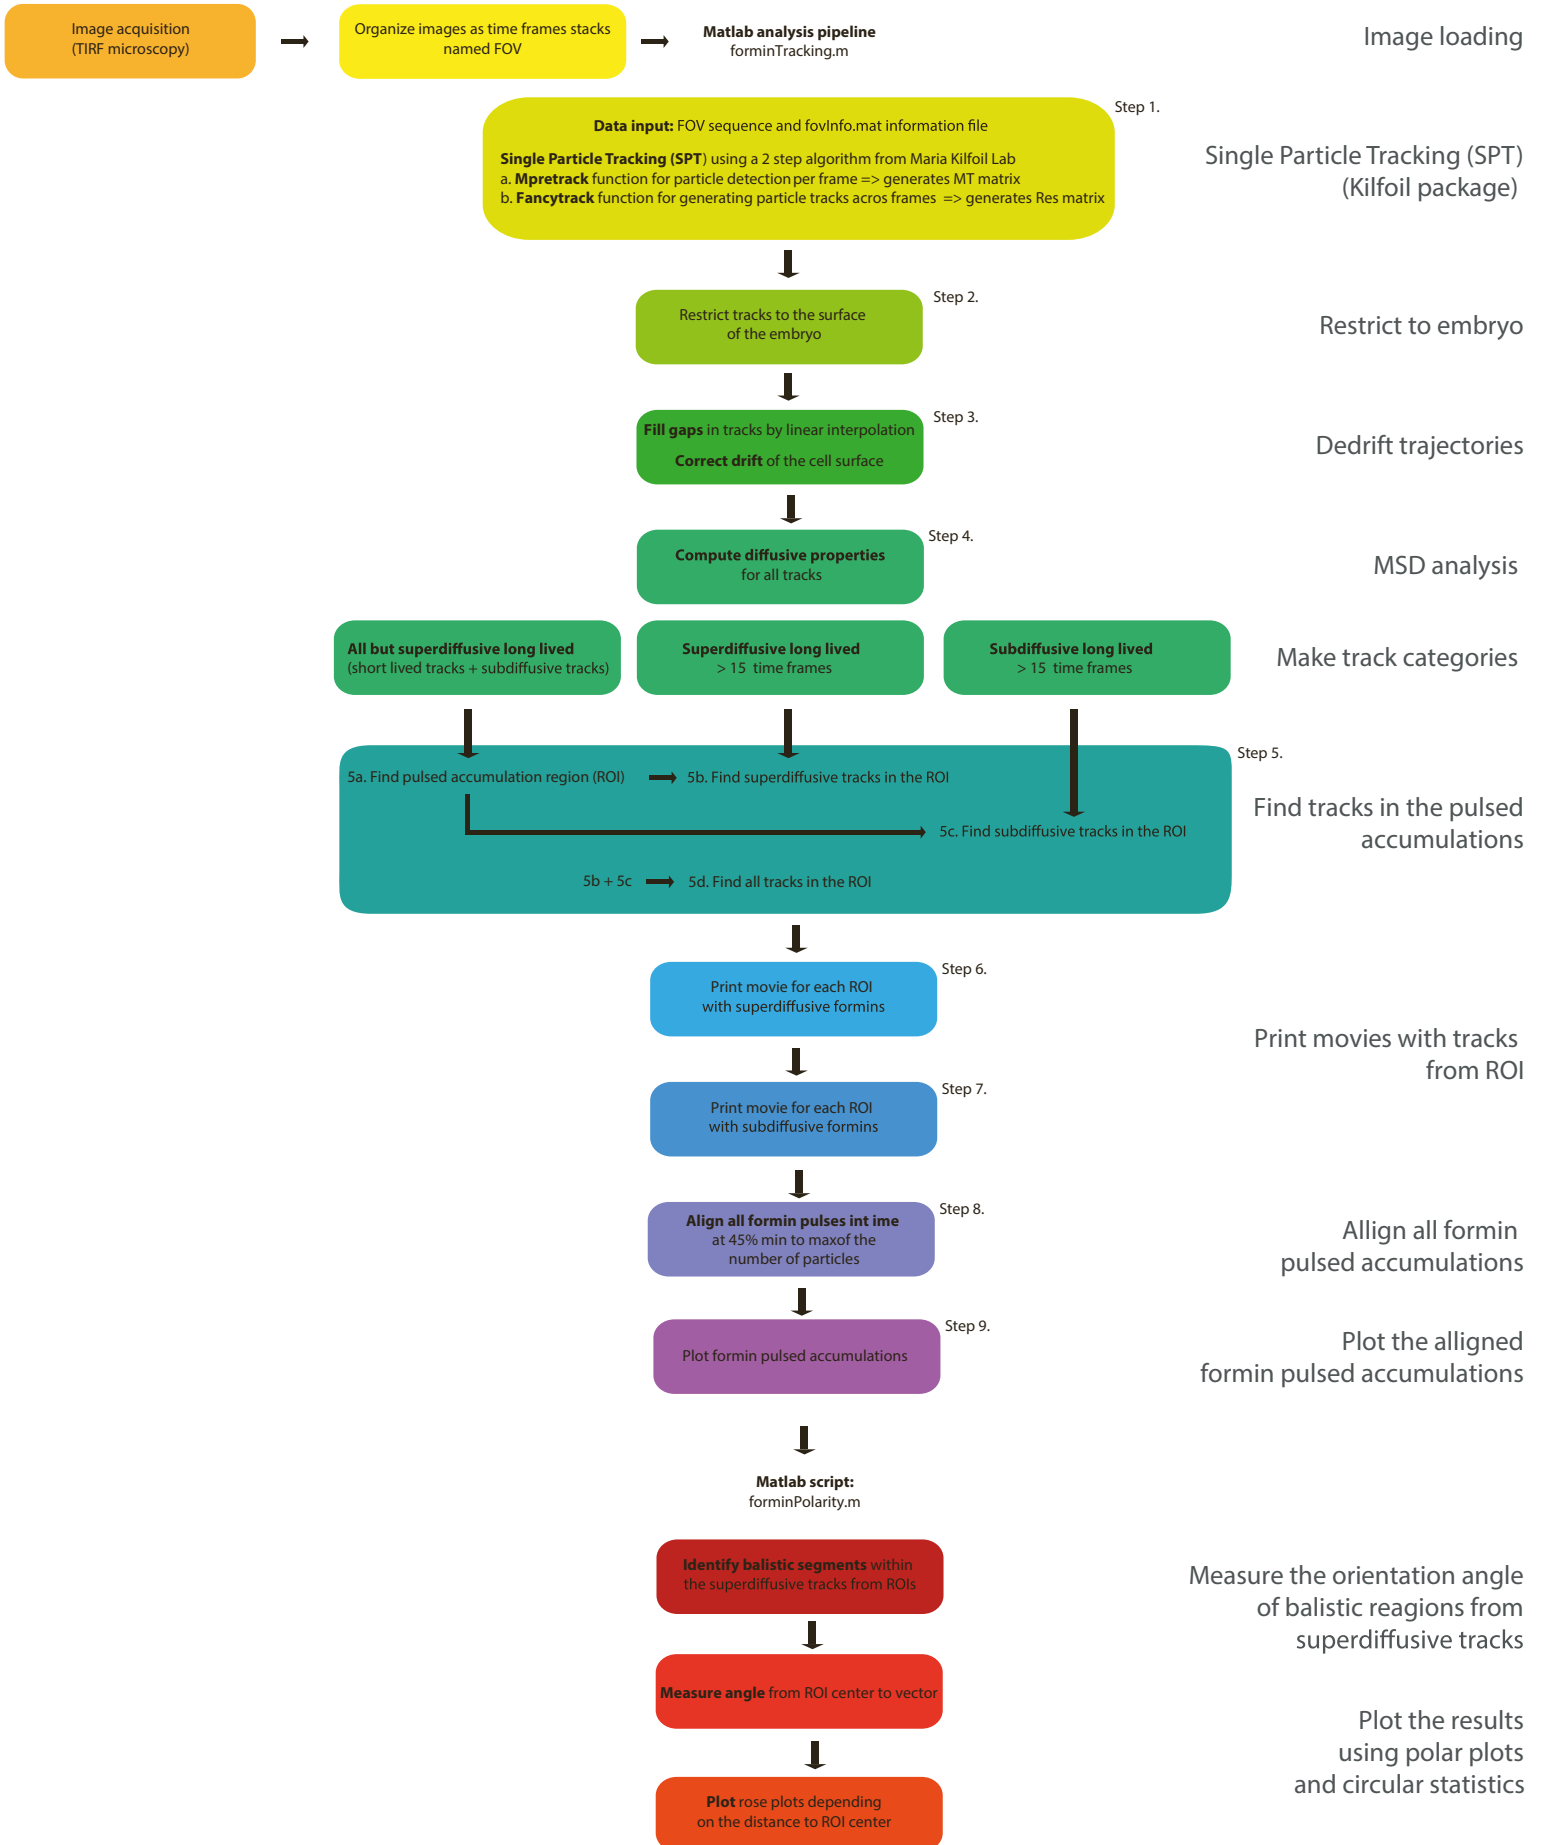 Image acquisition
(TIRF microscopy)
Organize images as time frames stacks
named FOV
Matlab analysis pipeline
forminTracking.m
Image loading
Step 1.
Data input: FOV sequence and fovInfo.mat information file
Single Particle Tracking (SPT) using a 2 step algorithm from Maria Kilfoil Lab
a. Mpretrack function for particle detection per frame => generates MT matrix
b. Fancytrack function for generating particle tracks acros frames => generates Res matrix
Single Particle Tracking (SPT)
(Kilfoil package)
Step 2.
Restrict tracks to the surface
of the embryo
Restrict to embryo
Step 3.
Fill gaps in tracks by linear interpolation
Correct drift of the cell surface
Dedrift trajectories
Step 4.
Compute diffusive properties
for all tracks
MSD analysis
All but superdiffusive long lived
(short lived tracks + subdiffusive tracks)
Superdiffusive long lived
> 15 time frames
Subdiffusive long lived
> 15 time frames
Make track categories
Step 5.
5a. Find pulsed accumulation region (ROI)
5b. Find superdiffusive tracks in the ROI
5c. Find subdiffusive tracks in the ROI
5b + 5c
5d. Find all tracks in the ROI
Find tracks in the pulsed
accumulations
Step 6.
Print movie for each ROI
with superdiffusive formins
Print movies with tracks
from ROI
Step 7.
Print movie for each ROI
with subdiffusive formins
Step 8.
Align all formin pulses int ime
at 45% min to maxof the
number of particles
Allign all formin
pulsed accumulations
Step 9.
Plot formin pulsed accumulations
Plot the alligned
formin pulsed accumulations
Matlab script:
forminPolarity.m
Identify balistic segments within
the superdiffusive tracks from ROIs
Measure the orientation angle
of balistic reagions from
superdiffusive tracks
Measure angle from ROI center to vector
Plot the results
using polar plots
and circular statistics
Plot rose plots depending
on the distance to ROI center